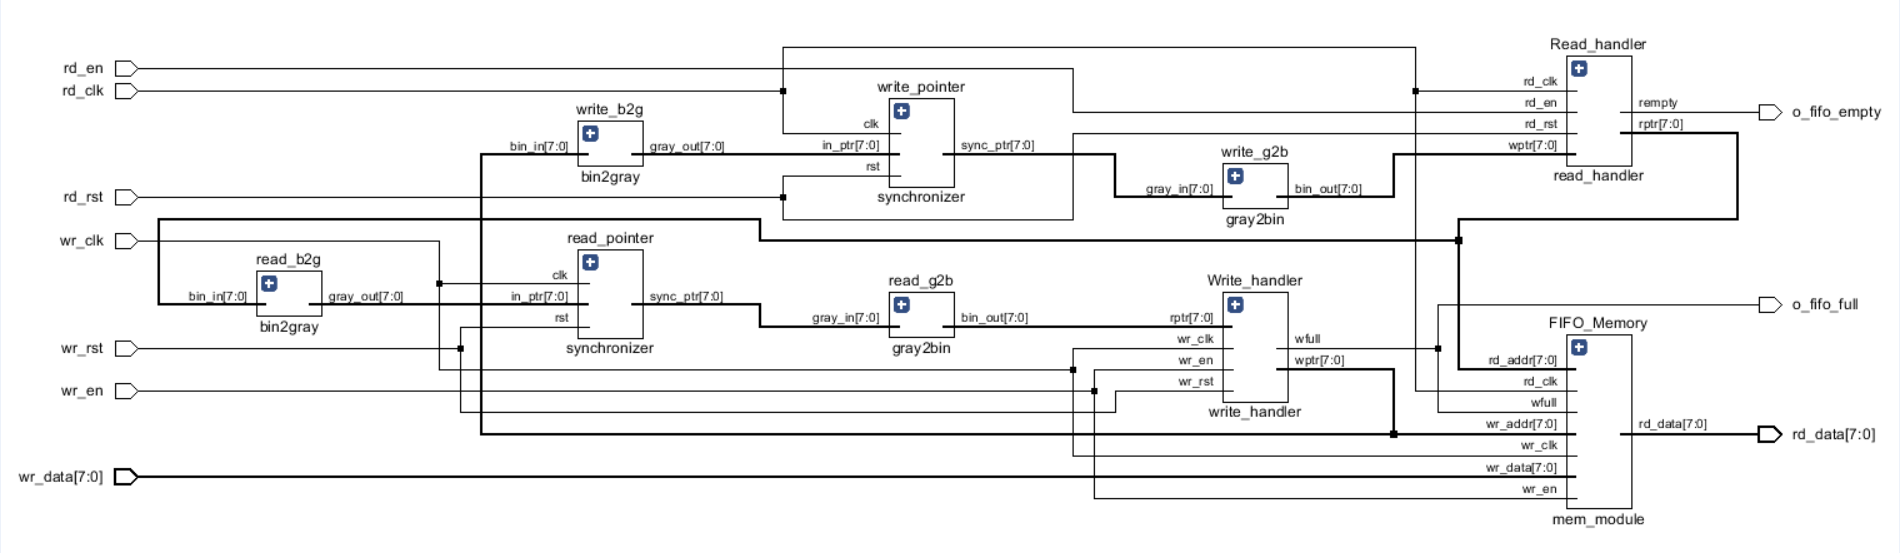 Read_handler
rd_en
rd_clk
rd_clk
write_pointer
rd_en
rempty
o_fifo_empty
write_b2g
clk
rd_rst
rptr[7:0]
bin_in[7:0]
gray_out[7:0]
in_ptr[7:0]
sync_ptr[7:0]
write_g2b
wptr[7:0]
rst
bin2gray
read_handler
rd_rst
synchronizer
gray_in[7:0]
bin_out[7:0]
gray2bin
wr_clk
read_pointer
read_b2g
clk
read_g2b
Write_handler
bin_in[7:0]
gray_out[7:0]
in_ptr[7:0]
sync_ptr[7:0]
o_fifo_full
rst
gray_in[7:0]
bin_out[7:0]
rptr[7:0]
bin2gray
FIFO_Memory
wr_clk
wfull
wr_rst
synchronizer
gray2bin
wr_en
wptr[7:0]
rd_addr[7:0]
wr_rst
rd_clk
wr_en
wfull
write_handler
wr_addr[7:0]
rd_data[7:0]
rd_data[7:0]
wr_clk
wr_data[7:0]
wr_data[7:0]
wr_en
mem_module